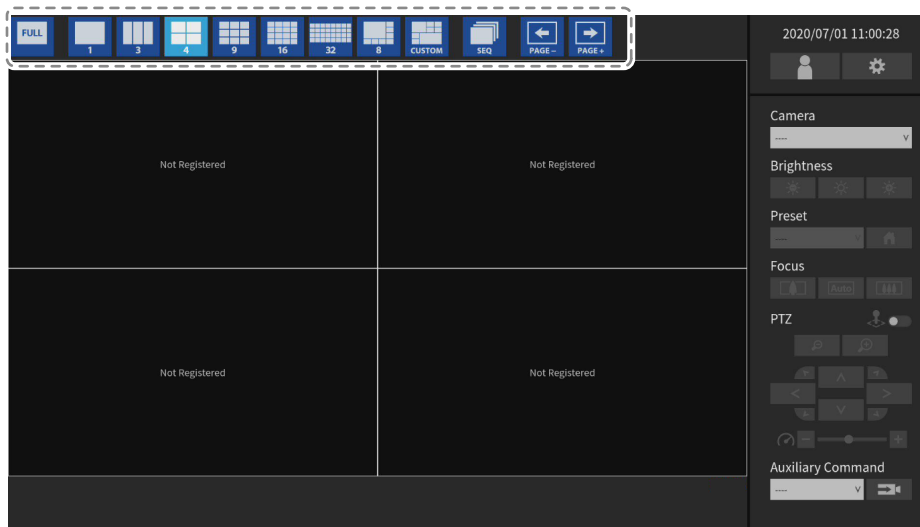 FULL
1
3
4
9
16
32
8
CUSTOM
SEQ
PAGE−
PAGE+
2020/07/01 11:00:28
Not Registered
Not Registered
Not Registered
Not Registered
Camera
----
Brightness
Preset
----
Focus
Auto
PTZ
Auxiliary Command
----